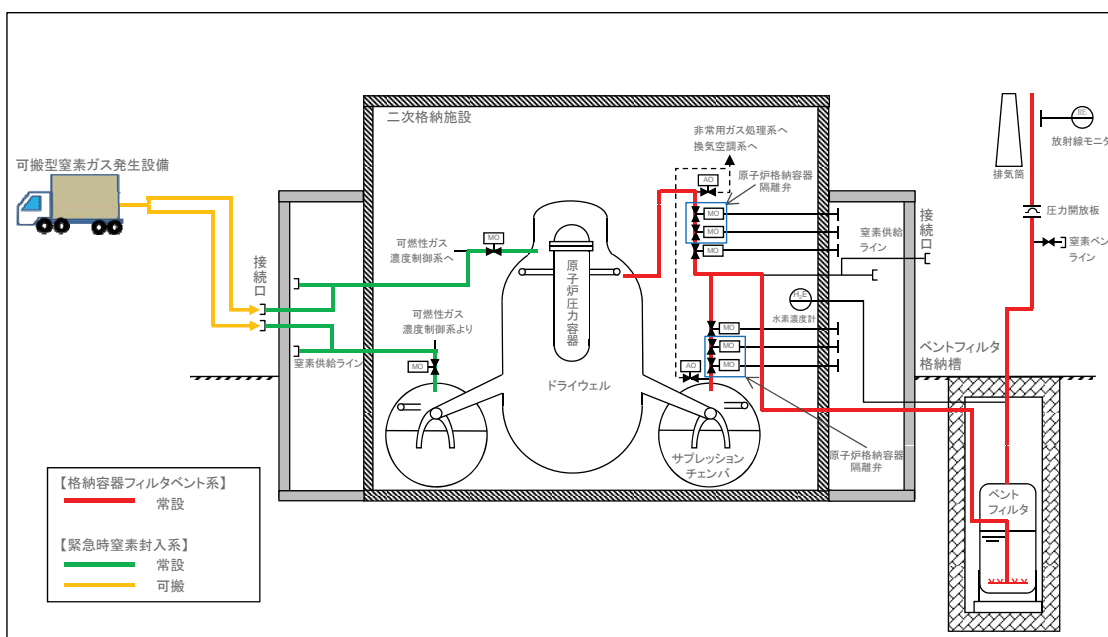 二次格納施設
可搬型窒素ガス発生設備
接続口
可燃性ガス
濃度制御系へ
MO
可燃性ガス
濃度制御系より
MO
窒素供給ライン
原子炉圧力容器
ドライウェル
サプレッション
チェンバ
非常用ガス処理系へ
換気空調系へ
AO
原子炉格納容器
隔離弁
MO
MO
MO
窒素供給
ライン
接続口
H₂E
水素濃度計
MO
MO
MO
AO
原子炉格納容器
隔離弁
排気筒
RE
放射線モニタ
圧力開放板
窒素ベン
ライン
ベントフィルタ
格納槽
ベント
フィルタ
【格納容器フィルタベント系】
常設
【緊急時窒素封入系】
常設
可搬